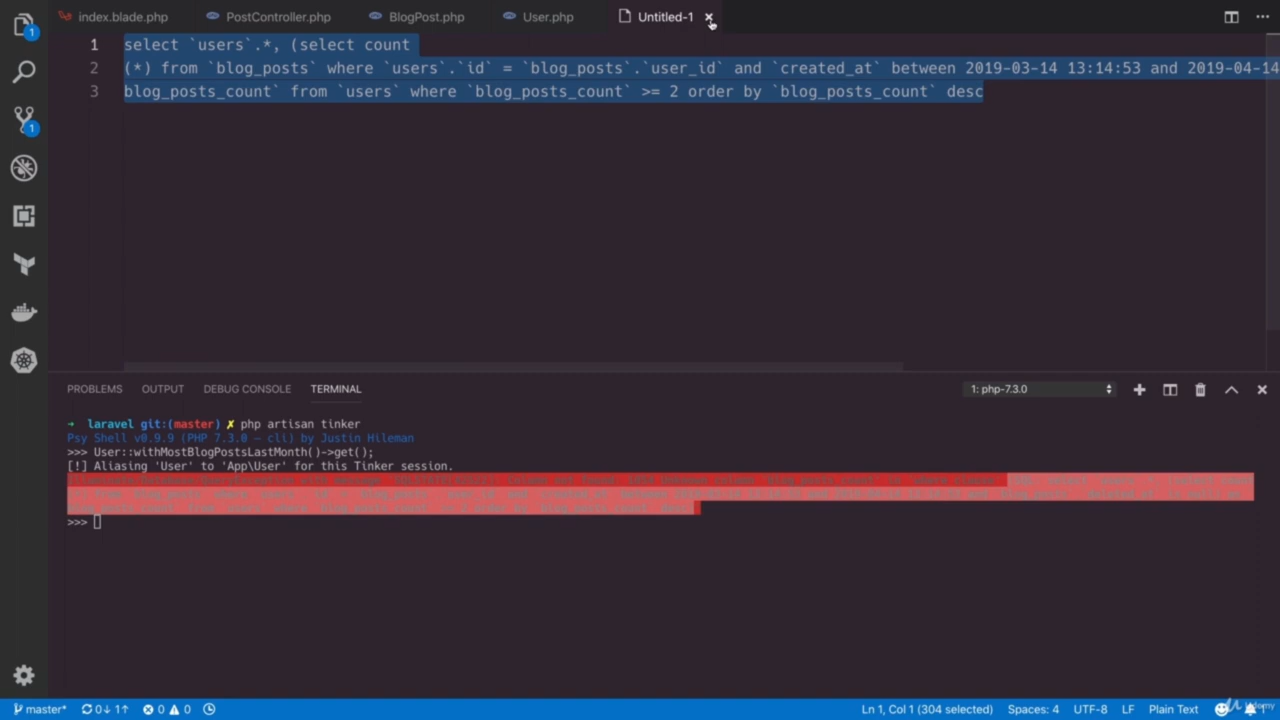 index.blade.php PostController.php BlogPost.php User.php Untitled-1
1 select `users`.*, (select count
2 (*) from `blog_posts` where `users`.`id` = `blog_posts`.`user_id` and `created_at` between 2019-03-14 13:14:53 and 2019-04-14
3 blog_posts_count` from `users` where `blog_posts_count` >= 2 order by `blog_posts_count` desc
1
1
PROBLEMS OUTPUT DEBUG CONSOLE TERMINAL 1: php-7.3.0
➜ laravel git:(master) ✗ php artisan tinker
Psy Shell v0.9.9 (PHP 7.3.0 — cli) by Justin Hileman
>>> User::withMostBlogPostsLastMonth()->get();
[!] Aliasing 'User' to 'App\User' for this Tinker session.
>>>
master* 0↓ 1↑ 0 0 Ln 1, Col 1 (304 selected) Spaces: 4 UTF-8 LF Plain Text
Udemy